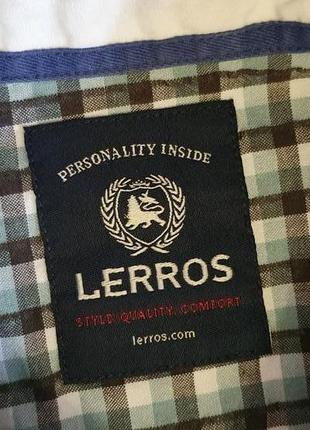 PERSONALITY INSIDE
LERROS
STYLE/QUALITY/COMFORT
lerros.com